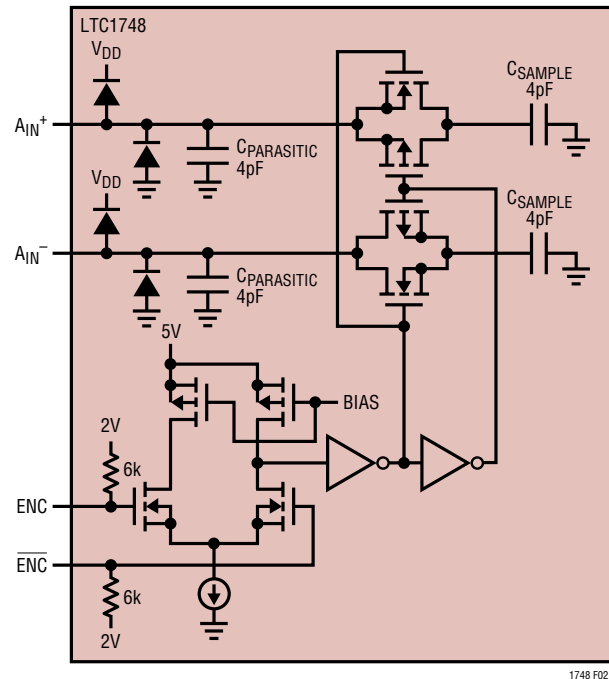 LTC1748
VDD
AIN+
CPARASITIC
4pF
CSAMPLE
4pF
VDD
AIN−
CPARASITIC
4pF
CSAMPLE
4pF
5V
BIAS
2V
6k
ENC
E̅N̅C̅
6k
2V
1748 F02